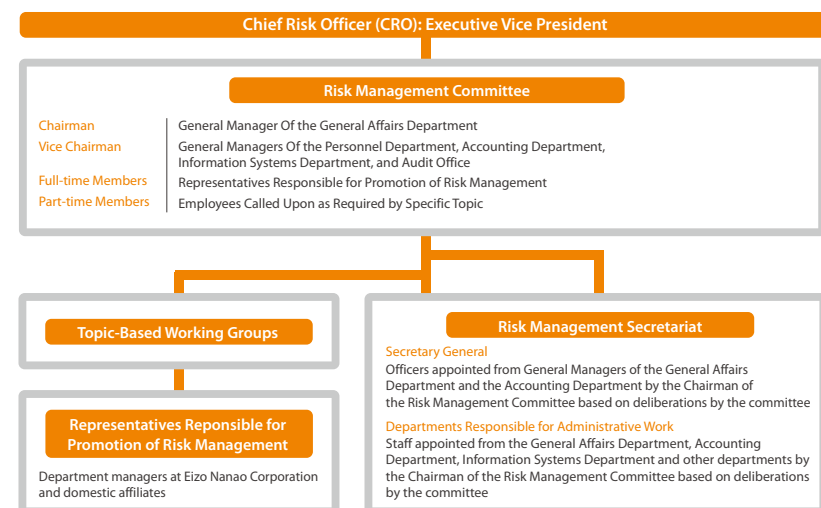 Chief Risk Officer (CRO): Executive Vice President
Risk Management Committee
Chairman
General Manager Of the General Affairs Department
Vice Chairman
General Managers Of the Personnel Department, Accounting Department,
Information Systems Department, and Audit Office
Full-time Members
Representatives Responsible for Promotion of Risk Management
Part-time Members
Employees Called Upon as Required by Specific Topic
Topic-Based Working Groups
Representatives Reponsible for
Promotion of Risk Management
Department managers at Eizo Nanao Corporation
and domestic affiliates
Risk Management Secretariat
Secretary General
Officers appointed from General Managers of the General Affairs
Department and the Accounting Department by the Chairman of
the Risk Management Committee based on deliberations by the committee
Departments Responsible for Administrative Work
Staff appointed from the General Affairs Department, Accounting
Department, Information Systems Department and other departments by
the Chairman of the Risk Management Committee based on deliberations
by the committee